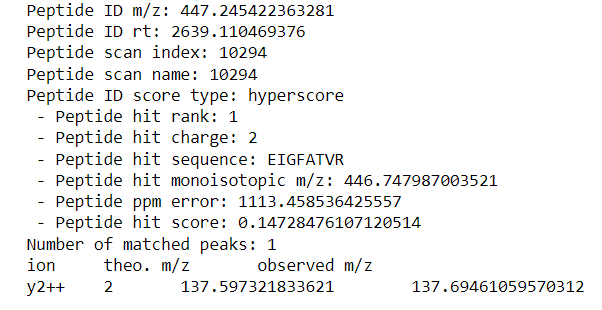 Peptide ID m/z: 447.245422363281
Peptide ID rt: 2639.110469376
Peptide scan index: 10294
Peptide scan name: 10294
Peptide ID score type: hyperscore
- Peptide hit rank: 1
- Peptide hit charge: 2
- Peptide hit sequence: EIGFATVR
- Peptide hit monoisotopic m/z: 446.747987003521
- Peptide ppm error: 1113.458536425557
- Peptide hit score: 0.14728476107120514
Number of matched peaks: 1
ion theo. m/z observed m/z
y2++ 2 137.597321833621 137.69461059570312